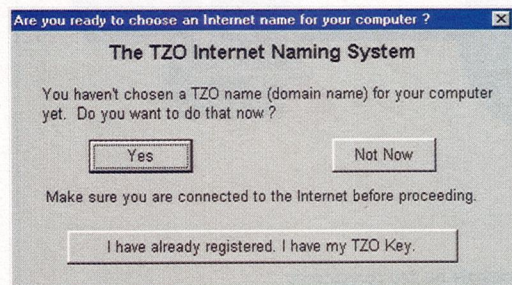 Are you ready to choose an Internet name for your computer ?
The TZO Internet Naming System
You haven't chosen a TZO name (domain name) for your computer
yet. Do you want to do that now ?
Yes
Not Now
Make sure you are connected to the Internet before proceeding.
I have already registered. I have my TZO Key.